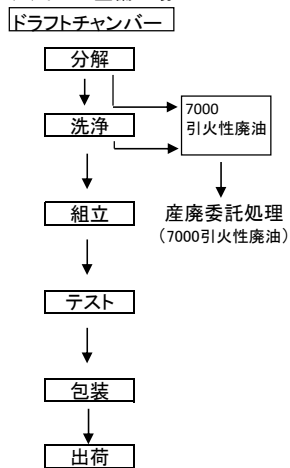 ドラフトチャンバー
分解
洗浄
7000
引火性廃油
組立
産廃委託処理
（7000引火性廃油）
テスト
包装
出荷